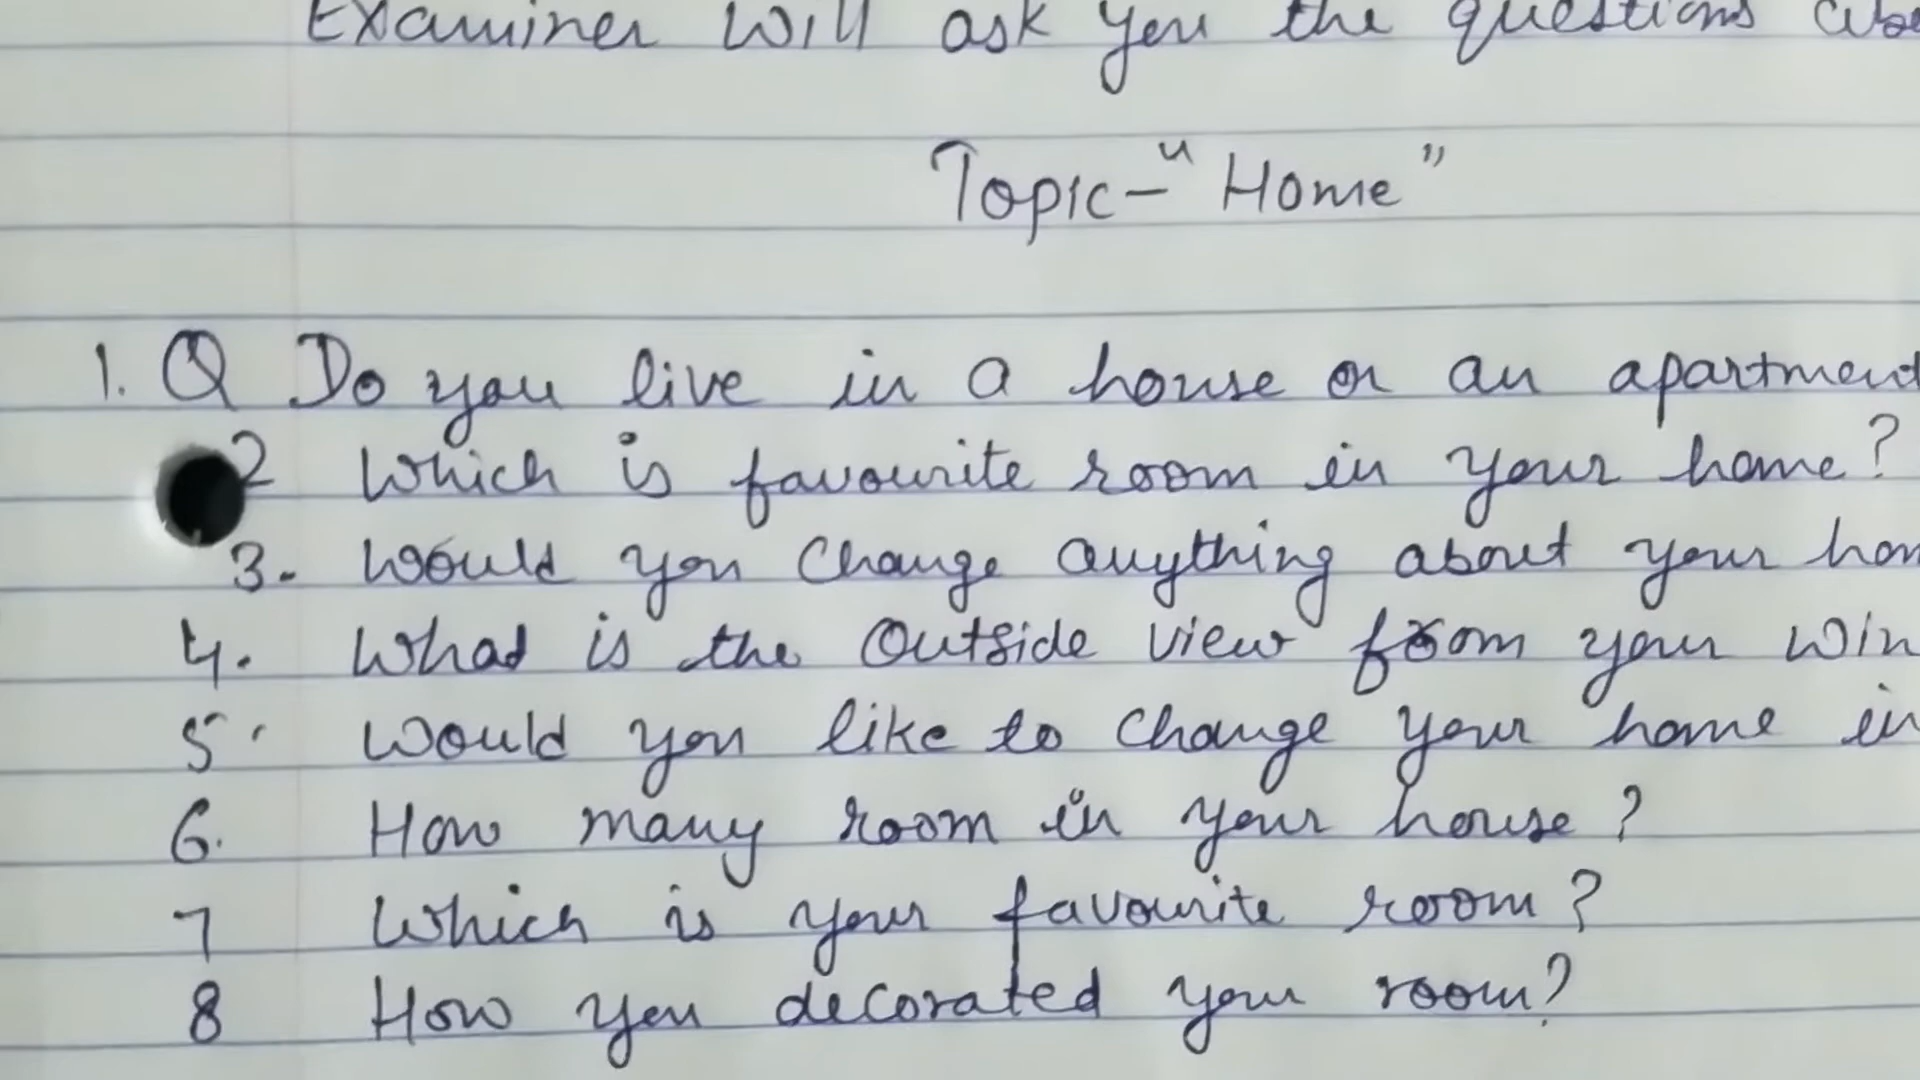 Examiner will ask you the questions
Topic-"Home"
1. Q Do you live in a house or an apartment
2 Which is favourite room in your home?
3. Would you change anything about your hom
4. What is the outside view from your win
5. Would you like to change your home in
6. How many room in your house?
7 Which is your favourite room?
8 How you decorated your room?